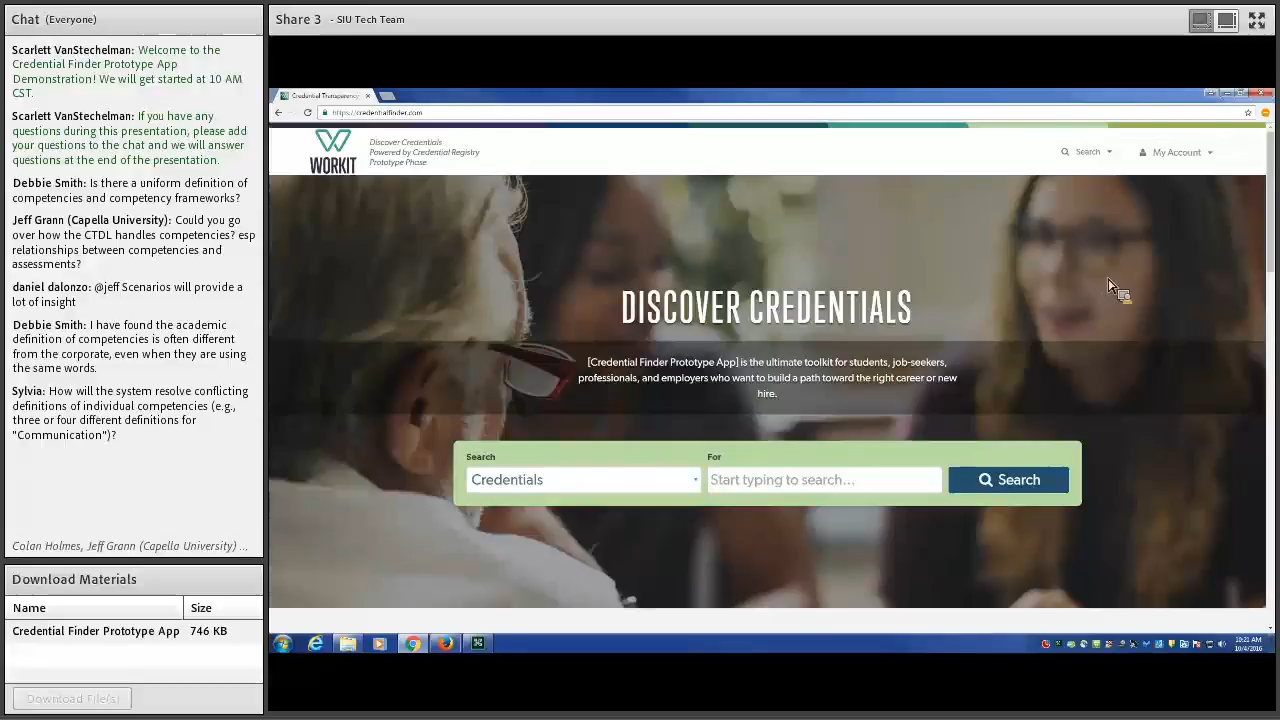 Chat (Everyone)
Scarlett VanStechelman: Welcome to the
Credential Finder Prototype App
Demonstration! We will get started at 10 AM
CST.
Scarlett VanStechelman: If you have any
questions during this presentation, please add
your questions to the chat and we will answer
questions at the end of the presentation.
Debbie Smith: Is there a uniform definition of
competencies and competency frameworks?
Jeff Grann (Capella University): Could you go
over how the CTDL handles competencies? esp
relationships between competencies and
assessments?
daniel dalonzo: @jeff Scenarios will provide a
lot of insight
Debbie Smith: I have found the academic
definition of competencies is often different
from the corporate, even when they are using
the same words.
Sylvia: How will the system resolve conflicting
definitions of individual competencies (e.g.,
three or four different definitions for
"Communication")?
Colan Holmes, Jeff Grann (Capella University) ...
Download Materials
Name Size
Credential Finder Prototype App 746 KB
Download File(s)
Share 3 - SIU Tech Team
Credential Transparency
https://credentialfinder.com
WORKIT
Discover Credentials
Powered by Credential Registry
Prototype Phase
Search
My Account
DISCOVER CREDENTIALS
[Credential Finder Prototype App] is the ultimate toolkit for students, job-seekers,
professionals, and employers who want to build a path toward the right career or new
hire.
Search For
Credentials Start typing to search... Search
10:21 AM
10/4/2016